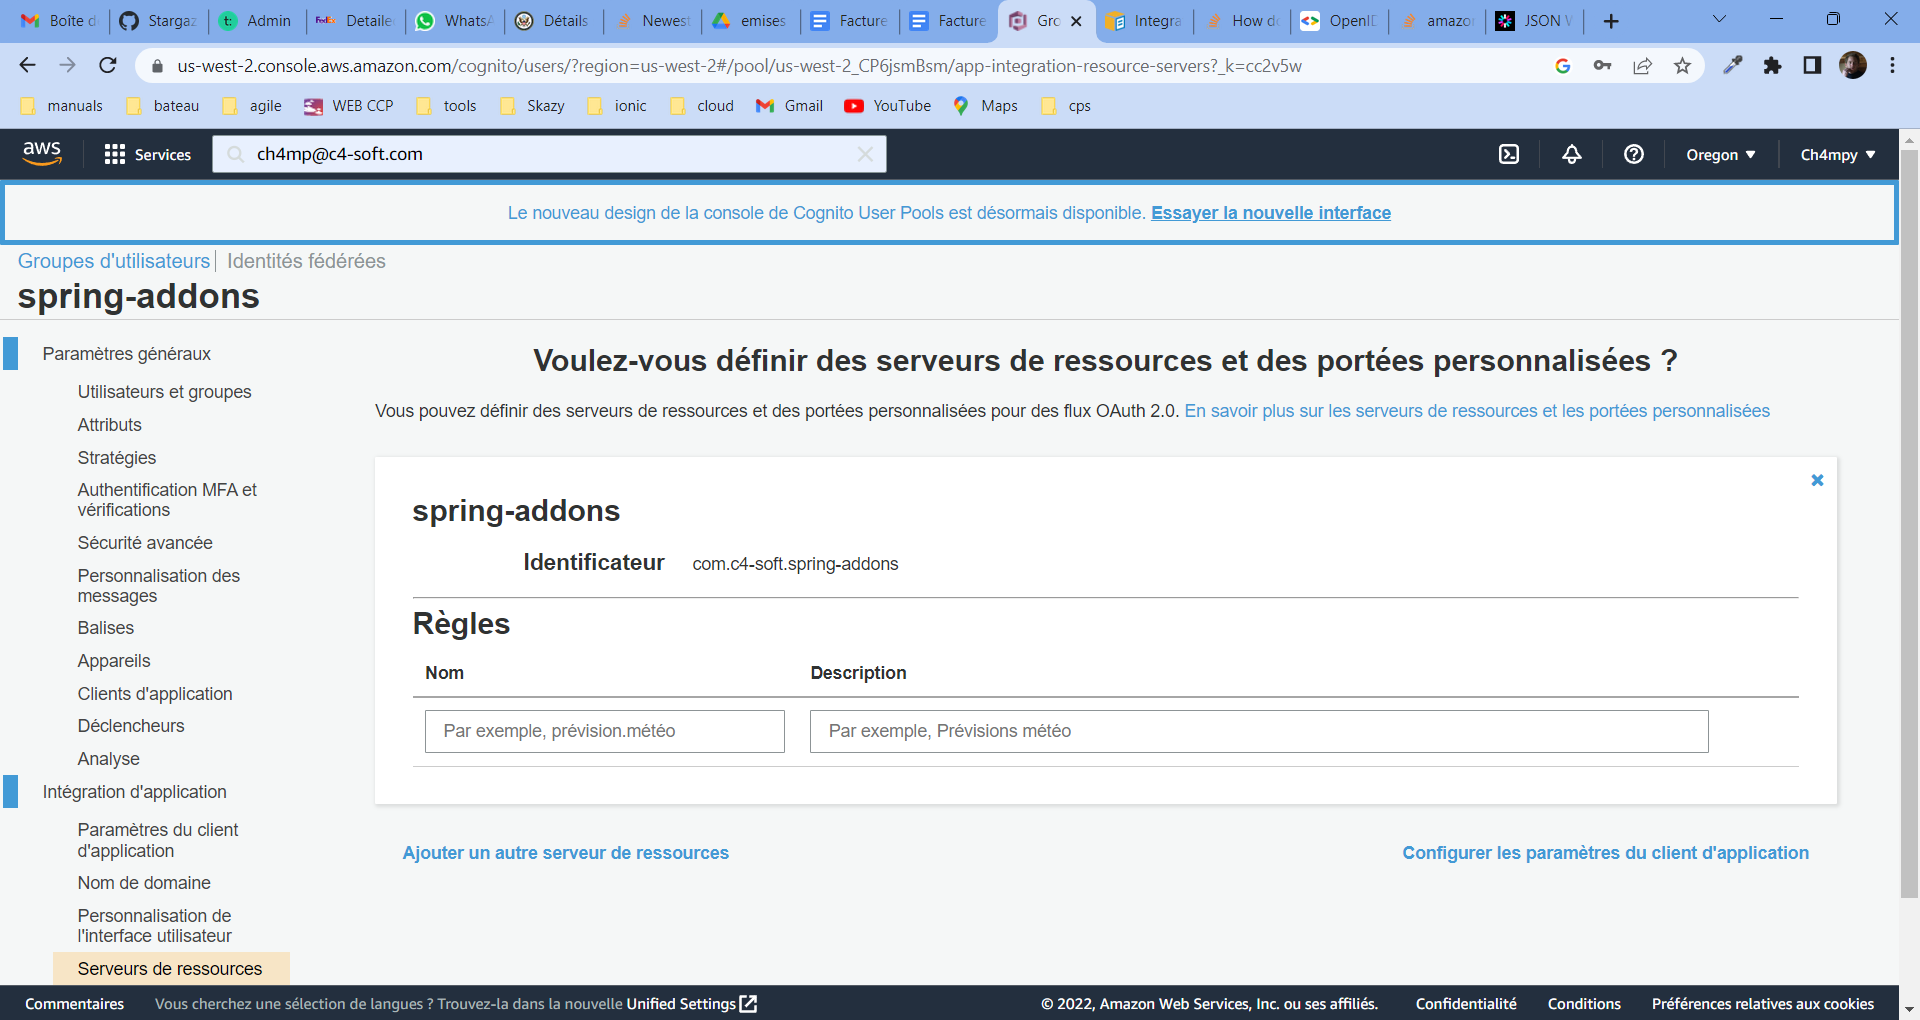 Boîte d
Stargaz
Admin
FedEx
Detailed
WhatsA
Détails
Newest
emises
Facture
Facture
Gro
Integra
How do
OpenID
amazon
JSON W
us-west-2.console.aws.amazon.com/cognito/users/?region=us-west-2#/pool/us-west-2_CP6jsmBsm/app-integration-resource-servers?_k=cc2v5w
manuals
bateau
agile
WEB CCP
tools
Skazy
ionic
cloud
Gmail
YouTube
Maps
cps
aws
Services
ch4mp@c4-soft.com
Oregon
Ch4mpy
Le nouveau design de la console de Cognito User Pools est désormais disponible. Essayer la nouvelle interface
Groupes d'utilisateurs
Identités fédérées
spring-addons
Paramètres généraux
Utilisateurs et groupes
Attributs
Stratégies
Authentification MFA et
vérifications
Sécurité avancée
Personnalisation des
messages
Balises
Appareils
Clients d'application
Déclencheurs
Analyse
Intégration d'application
Paramètres du client
d'application
Nom de domaine
Personnalisation de
l'interface utilisateur
Serveurs de ressources
Voulez-vous définir des serveurs de ressources et des portées personnalisées ?
Vous pouvez définir des serveurs de ressources et des portées personnalisées pour des flux OAuth 2.0. En savoir plus sur les serveurs de ressources et les portées personnalisées
spring-addons
Identificateur com.c4-soft.spring-addons
Règles
Nom
Description
Par exemple, prévision.météo
Par exemple, Prévisions météo
Ajouter un autre serveur de ressources
Configurer les paramètres du client d'application
Commentaires
Vous cherchez une sélection de langues ? Trouvez-la dans la nouvelle Unified Settings
© 2022, Amazon Web Services, Inc. ou ses affiliés.
Confidentialité
Conditions
Préférences relatives aux cookies